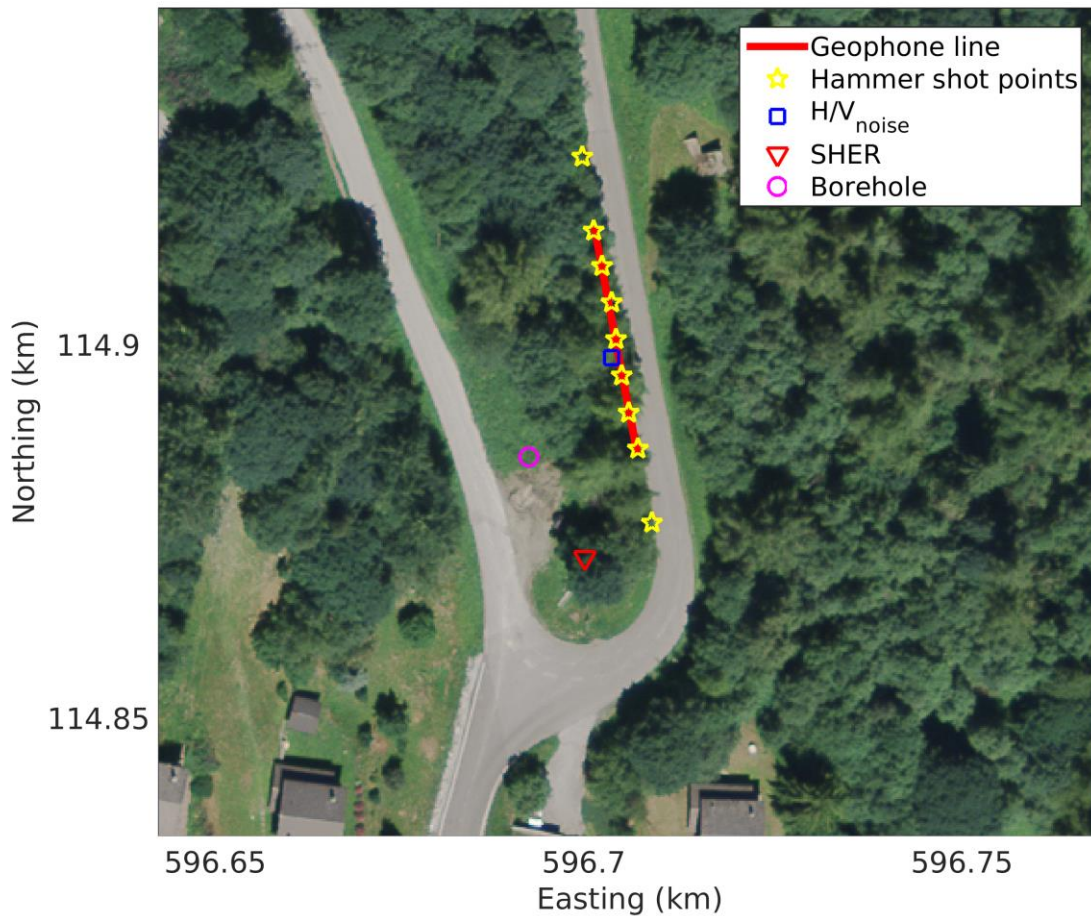 Geophone line
Hammer shot points
H/V_noise
SHER
Borehole
Northing (km)
114.9
114.85
596.65
596.7
596.75
Easting (km)